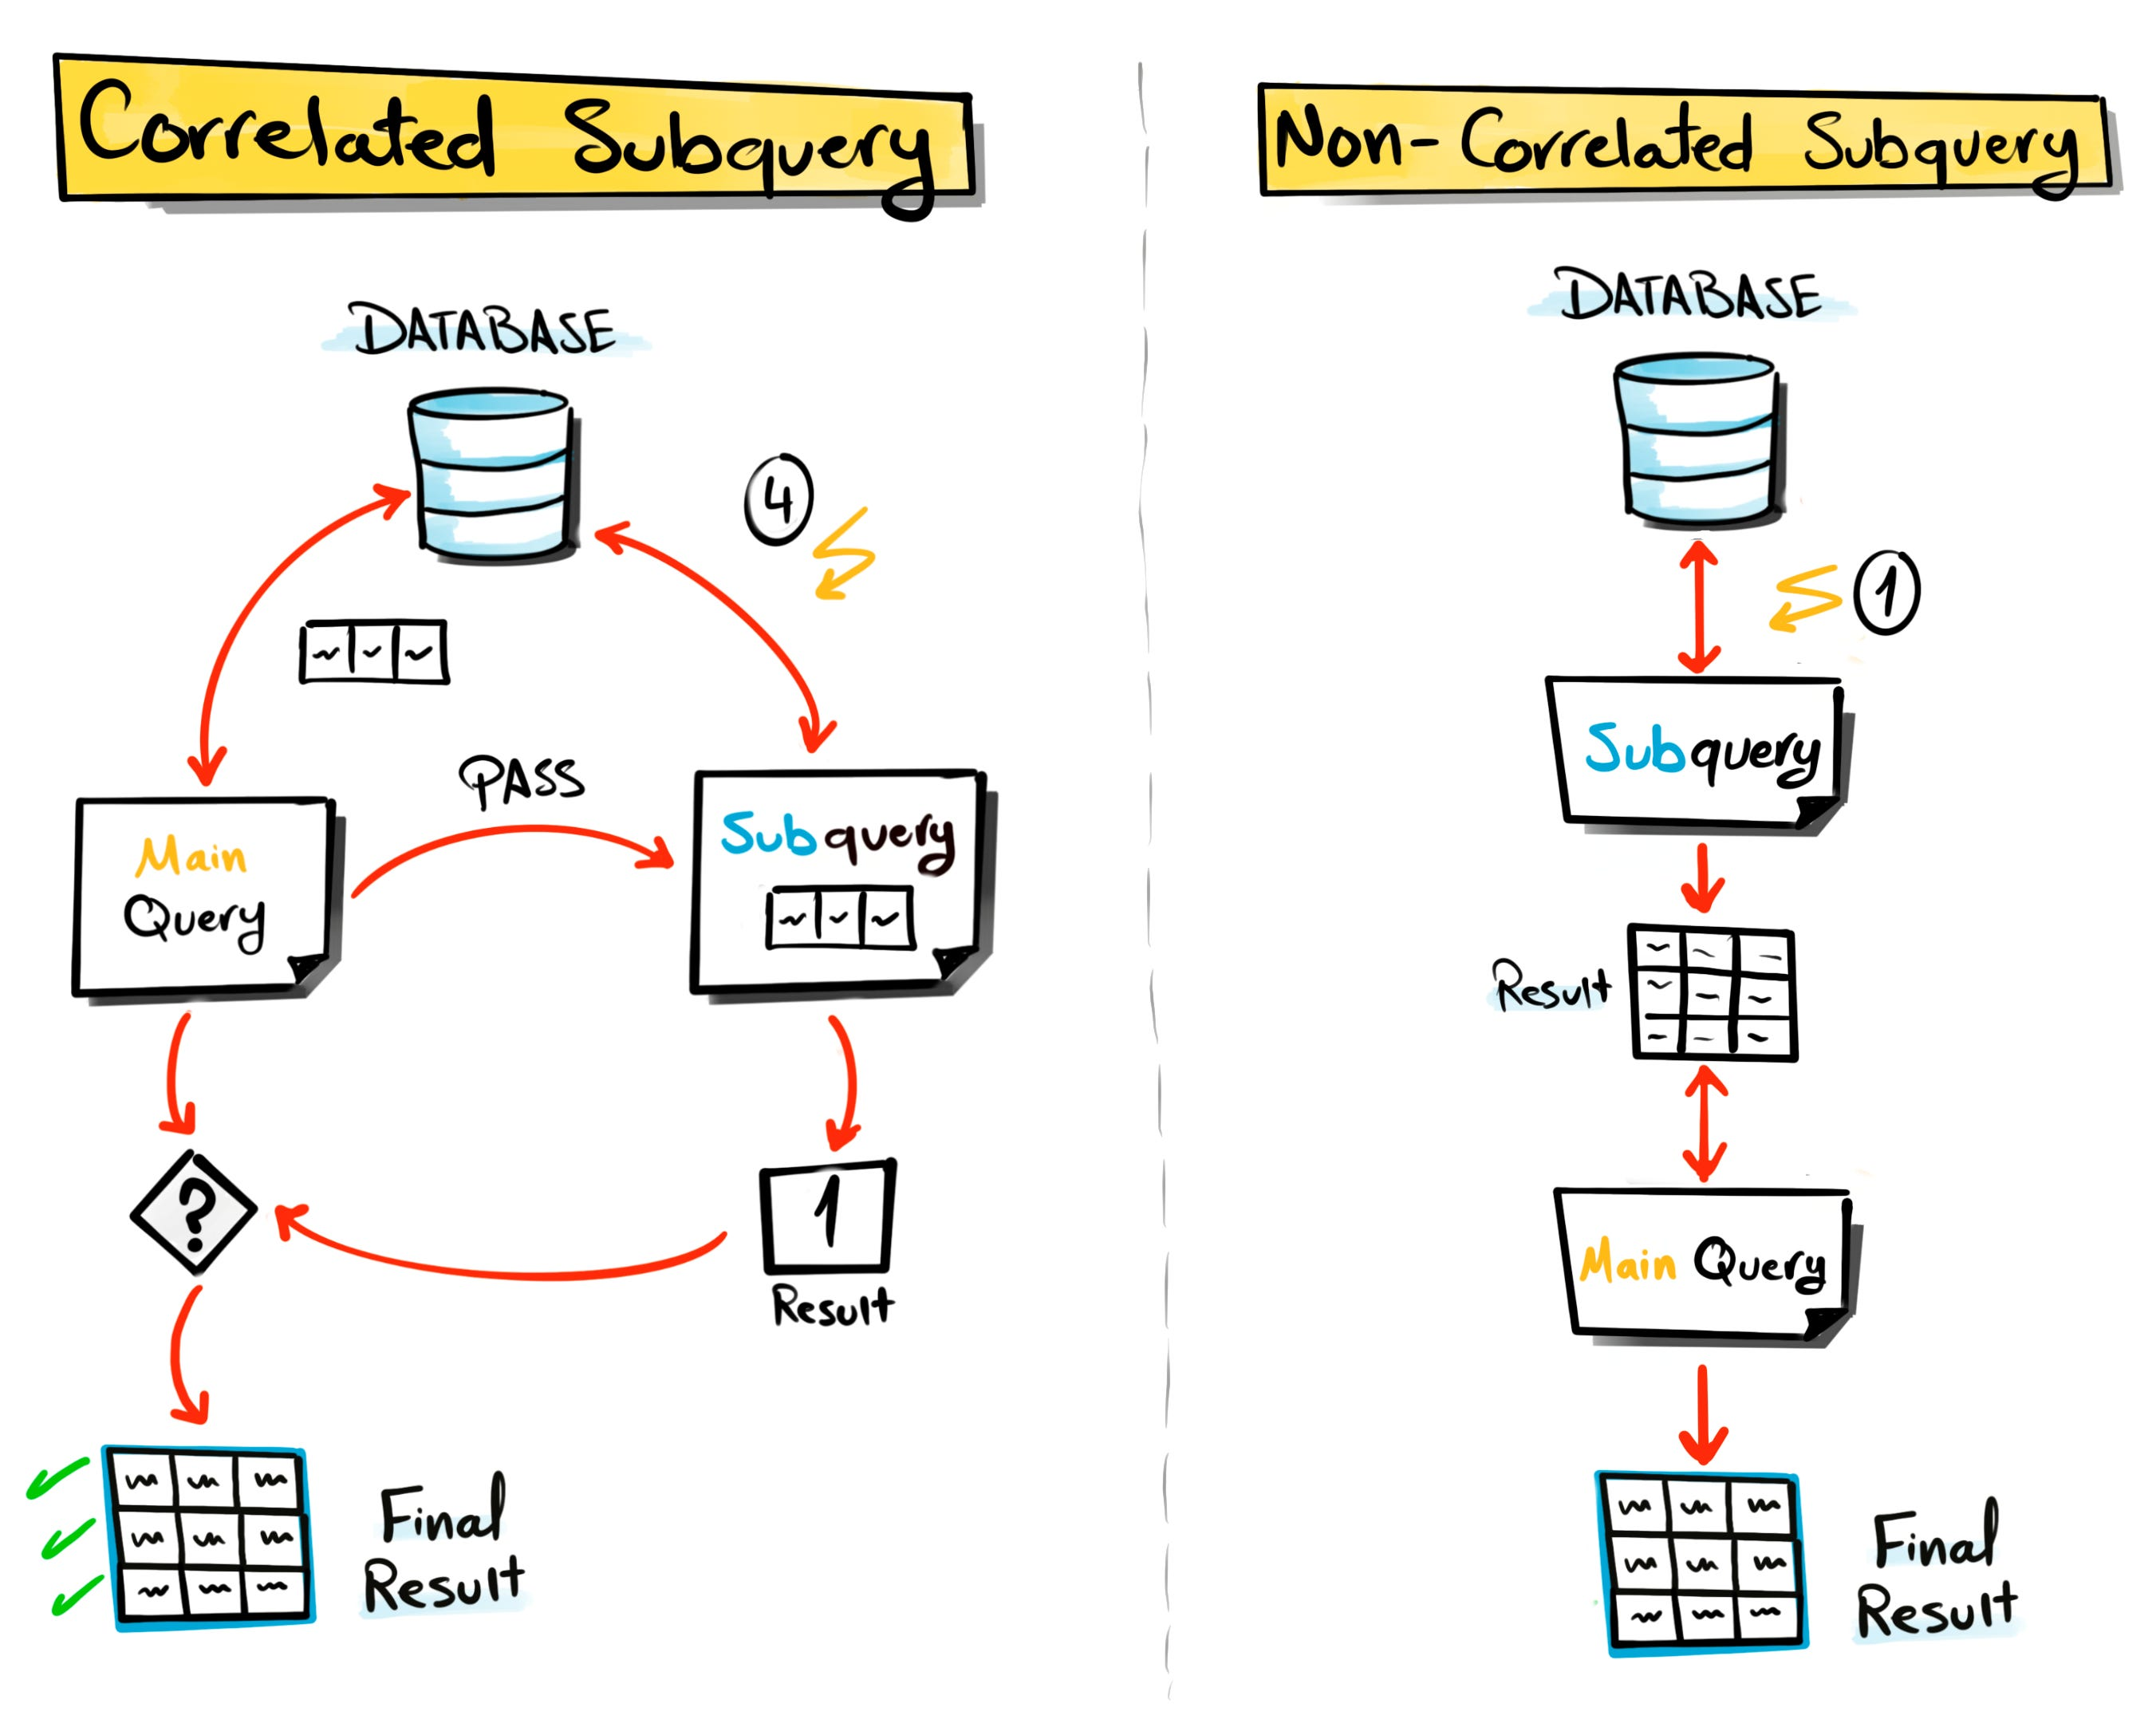 Correlated Subquery
DATABASE
4
PASS
Main
Query
Subquery
?
1
Result
Final
Result
Non-Correlated Subquery
DATABASE
1
Subquery
Result
Main Query
Final
Result